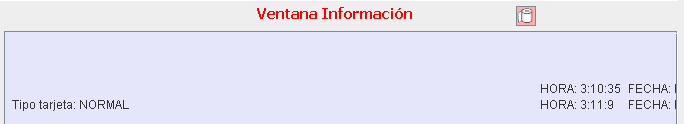 Ventana Información
HORA: 3:10:35 FECHA:
Tipo tarjeta: NORMAL HORA: 3:11:9 FECHA: